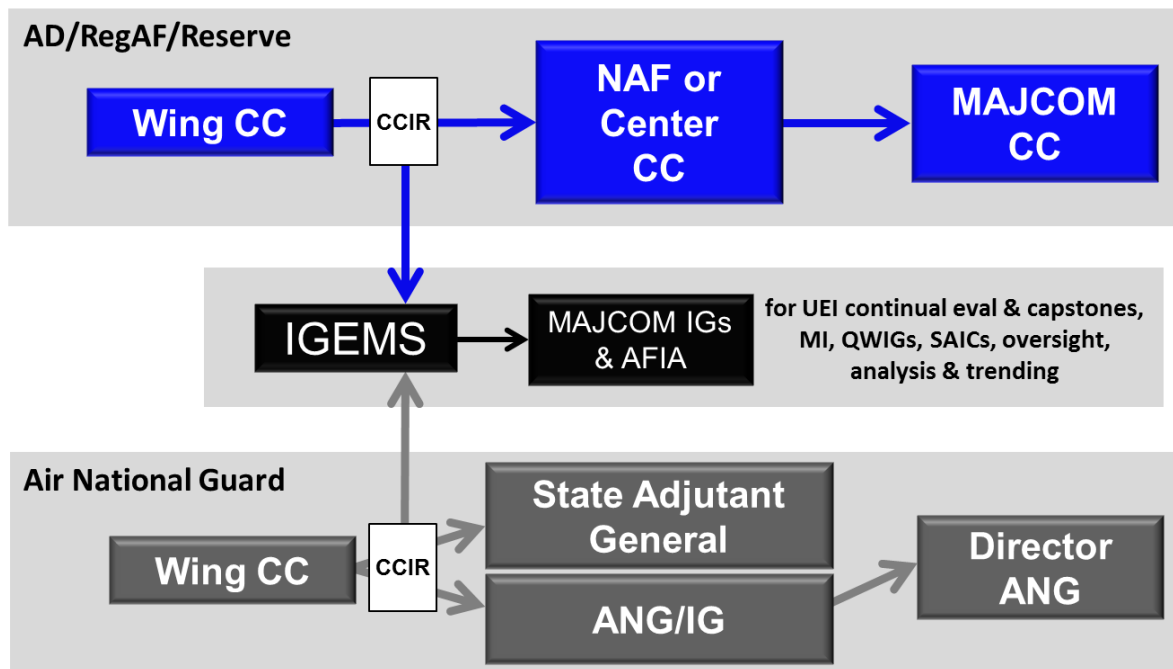 AD/RegAF/Reserve
Wing CC
CCIR
NAF or
Center
CC
MAJCOM
CC
IGEMS
MAJCOM IGs
& AFIA
for UEI continual eval & capstones,
MI, QWIGs, SAICs, oversight,
analysis & trending
Air National Guard
Wing CC
CCIR
State Adjutant
General
ANG/IG
Director
ANG